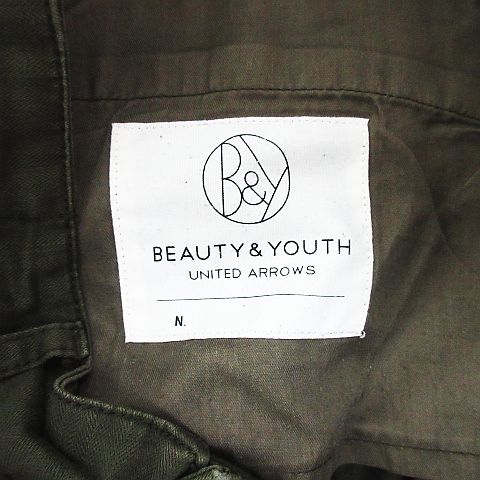 B&Y
BEAUTY & YOUTH
UNITED ARROWS
N.